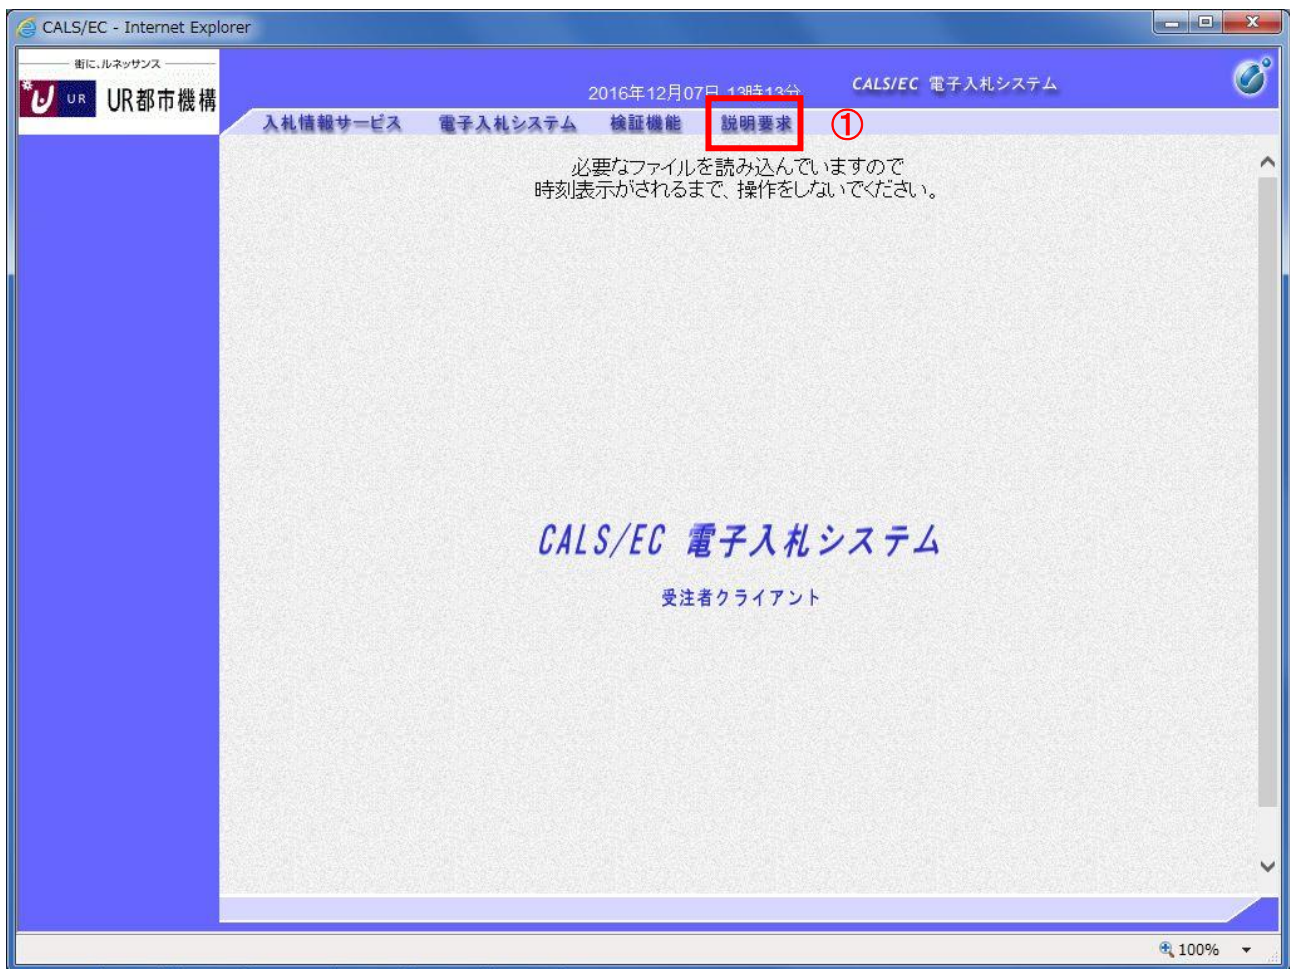 CALS/EC - Internet Explorer
街に、ルネッサンス
UR UR都市機構
2016年12月07日 13時13分
CALS/EC 電子入札システム
入札情報サービス 電子入札システム 検証機能 説明要求 ①
必要なファイルを読み込んでいますので
時刻表示がされるまで、操作をしないでください。
CALS/EC 電子入札システム
受注者クライアント
100%